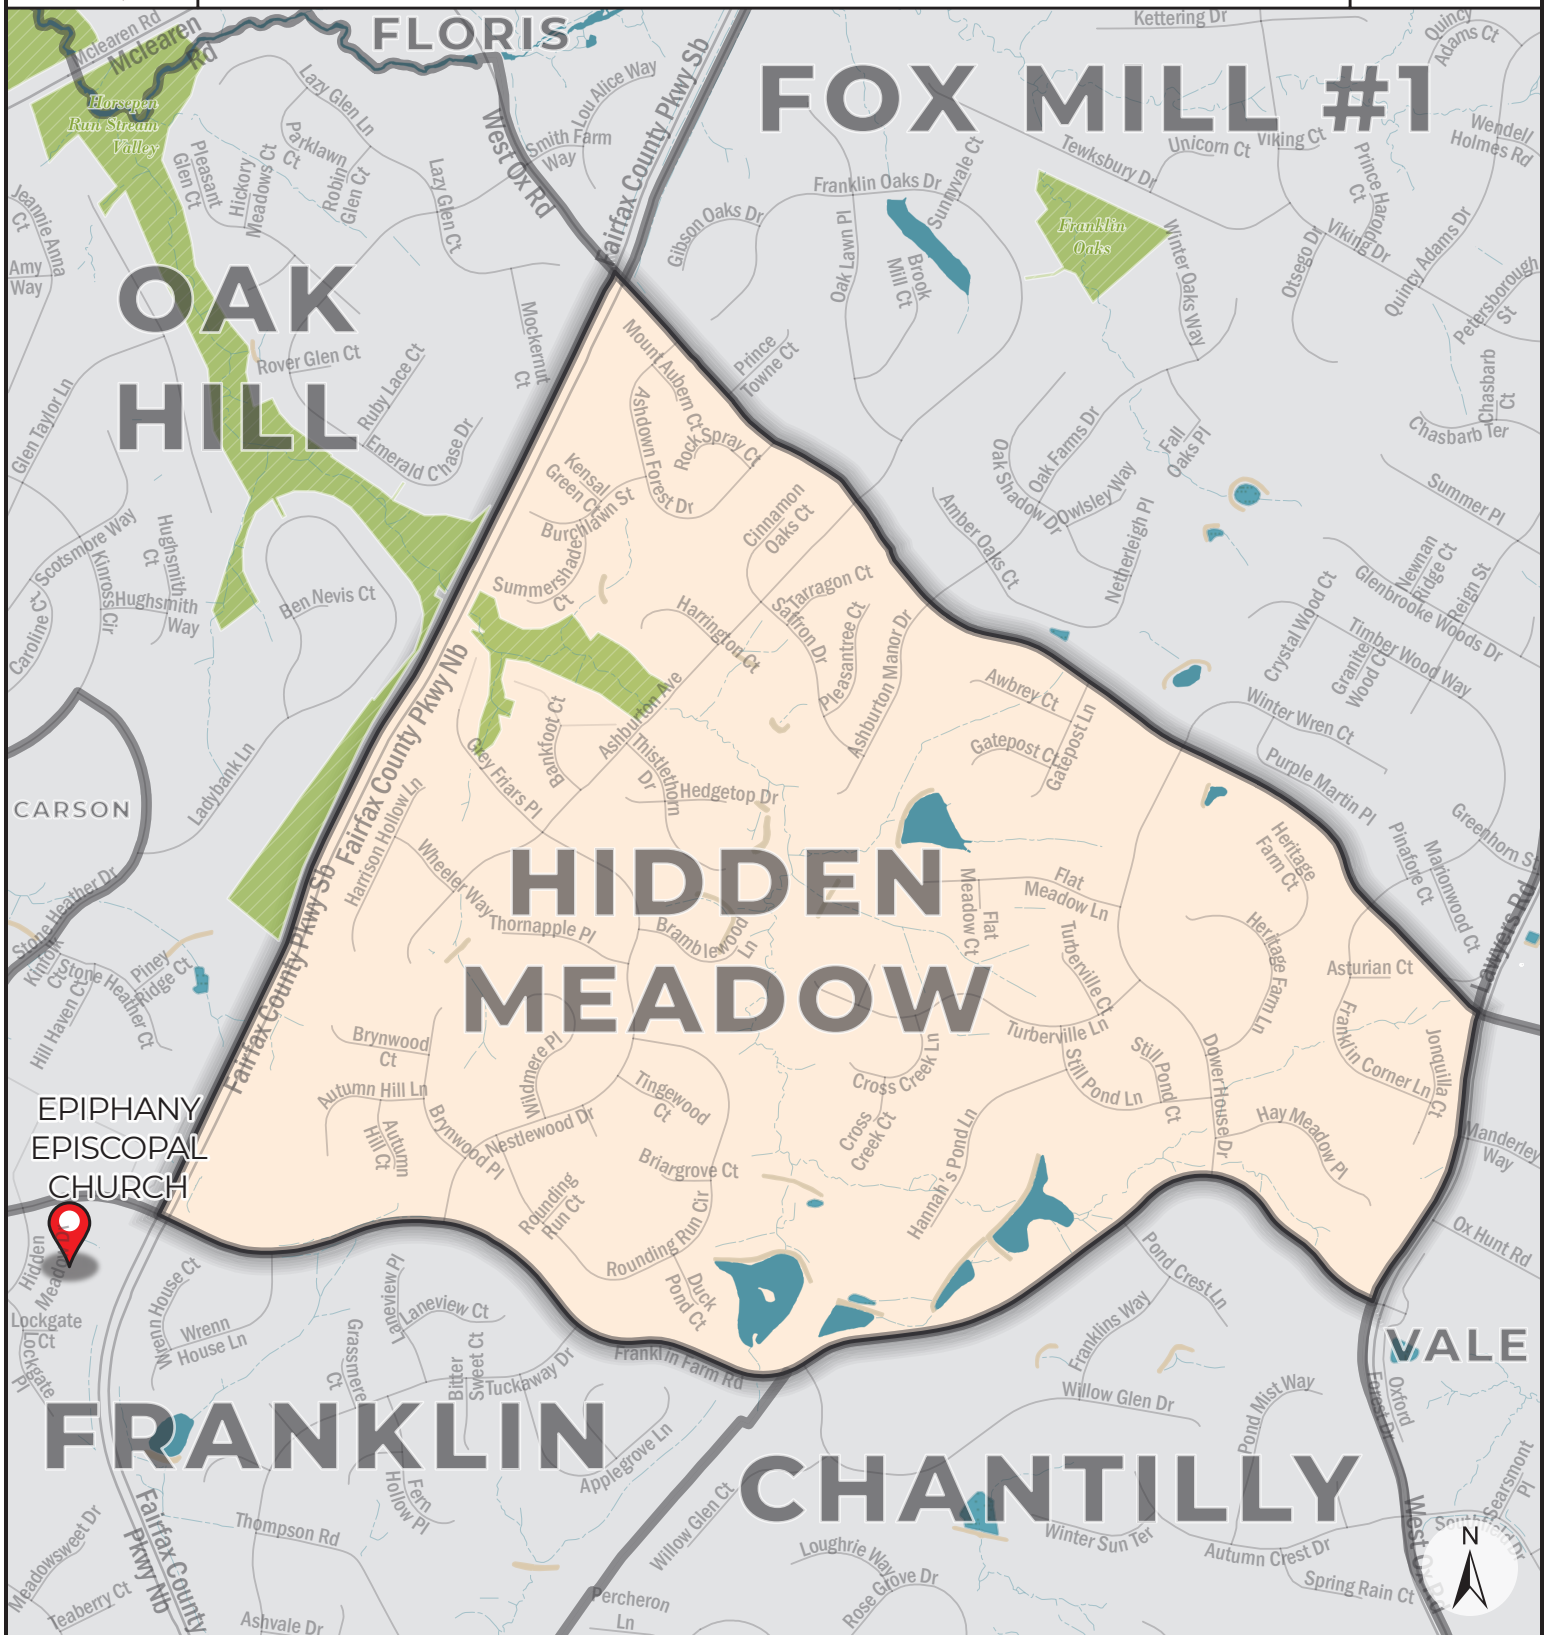 Mclearen Rd
Mclearen
Rd
FLORIS
Kettering Dr
Quincy
Adams Ct
FOX MILL #1
Horsepen
Run Stream
Valley
Lazy Glen Ln
Lou Alice Way
Smith Farm
Way
West Ox Rd
Fairfax County Pkwy Sb
Parklawn
Ct
Pleasant
Glen Ct
Hickory
Meadows Ct
Robin
Glen Ct
Lazy Glen Ct
Tewksbury Dr
Unicorn Ct
Viking Ct
Wendell
Holmes Rd
Prince Harold
Ct
Franklin Oaks Dr
Sunnyvale Ct
Gibson Oaks Dr
Oak Lawn Pl
Brook
Mill Ct
Franklin
Oaks
Winter Oaks Way
Otsego Dr
Viking Dr
Quincy Adams Dr
Petersborough
St
Jeannie Anna
Ct
Amy
Way
OAK
HILL
Rover Glen Ct
Ruby Lace Ct
Emerald Chase Dr
Mockernut
Ct
Glen Taylor Ln
Mount Aubern Ct
Prince
Towne Ct
Ashdown Forest Dr
Rock Spray Ct
Kensal
Green Ct
Burchlawn St
Summershade
Ct
Cinnamon
Oaks Ct
Oak Farms Dr
Oak Shadow Dr
Owlsley Way
Fall
Oaks Pl
Amber Oaks Ct
Netherleigh Pl
Chasbarb
Ct
Chasbarb Ter
Summer Pl
Newnan
Ridge Ct
Reign St
Glenbrooke Woods Dr
Crystal Wood Ct
Timber Wood Way
Granite
Wood Ct
Winter Wren Ct
Purple Martin Pl
Scotsmore Way
Hughsmith
Ct
Kinross Cir
Hughsmith
Way
Caroline Ct
Ben Nevis Ct
Ladybank Ln
CARSON
Harrington Ct
Tarragon Ct
Saffron Dr
Pleasantree Ct
Ashburton Manor Dr
Ashburton Ave
Awbrey Ct
Gatepost Ct
Gatepost Ln
Fairfax County Pkwy Nb
Grey Friars Pl
Bankfoot Ct
Thistlethorn
Dr
Hedgetop Dr
Harrison Hollow Ln
Wheeler Way
Thornapple Pl
Bramblewood
Ln
HIDDEN
MEADOW
Flat
Meadow Ct
Flat
Meadow Ln
Heritage
Farm Ct
Heritage Farm Ln
Pinafore Ct
Marionwood Ct
Greenhorn St
Lawyers Rd
Asturian Ct
Franklin Corner Ln
Jonquilla Ct
Turberville Ct
Turberville Ln
Still Pond Ln
Still Pond Ct
Dower House Dr
Hay Meadow Pl
Manderley
Way
Ox Hunt Rd
Stone Heather Dr
Kintoik
Ct
Stone Heather Ct
Piney
Ridge Ct
Hill Haven Ct
Fairfax County Pkwy Sb
Brynwood
Ct
Autumn Hill Ln
Autumn
Hill Ct
Brynwood Pl
Wildmere Pl
Nestlewood Dr
Tingewood
Ct
Briargrove Ct
Rounding
Run Ct
Rounding Run Cir
Duck
Pond Ct
Cross Creek Ln
Cross
Creek Ct
Hannah's Pond Ln
EPIPHANY
EPISCOPAL
CHURCH
Hidden
Meadow Dr
Lockgate
Ct
Lockgate
Pl
Wrenn House Ct
Wrenn
House Ln
Laneview Pl
Laneview Ct
Grassmere
Ct
Bitter
Sweet Ct
Tuckaway Dr
Franklin Farm Rd
Applegrove Ln
FRANKLIN
Fern
Hollow Pl
Thompson Rd
Fairfax County
Pkwy Nb
Meadowsweet Dr
Teaberry Ct
Ashvale Dr
Pond Crest Ln
Franklins Way
Willow Glen Dr
Pond Mist Way
VALE
Oxford
Forest Dr
CHANTILLY
Willow Glen Ct
Winter Sun Ter
Autumn Crest Dr
Spring Rain Ct
Loughrie Way
Rose Grove Dr
Percheron
Ln
West Ox Rd
Searsmont
Pl
Southfield Dr
N